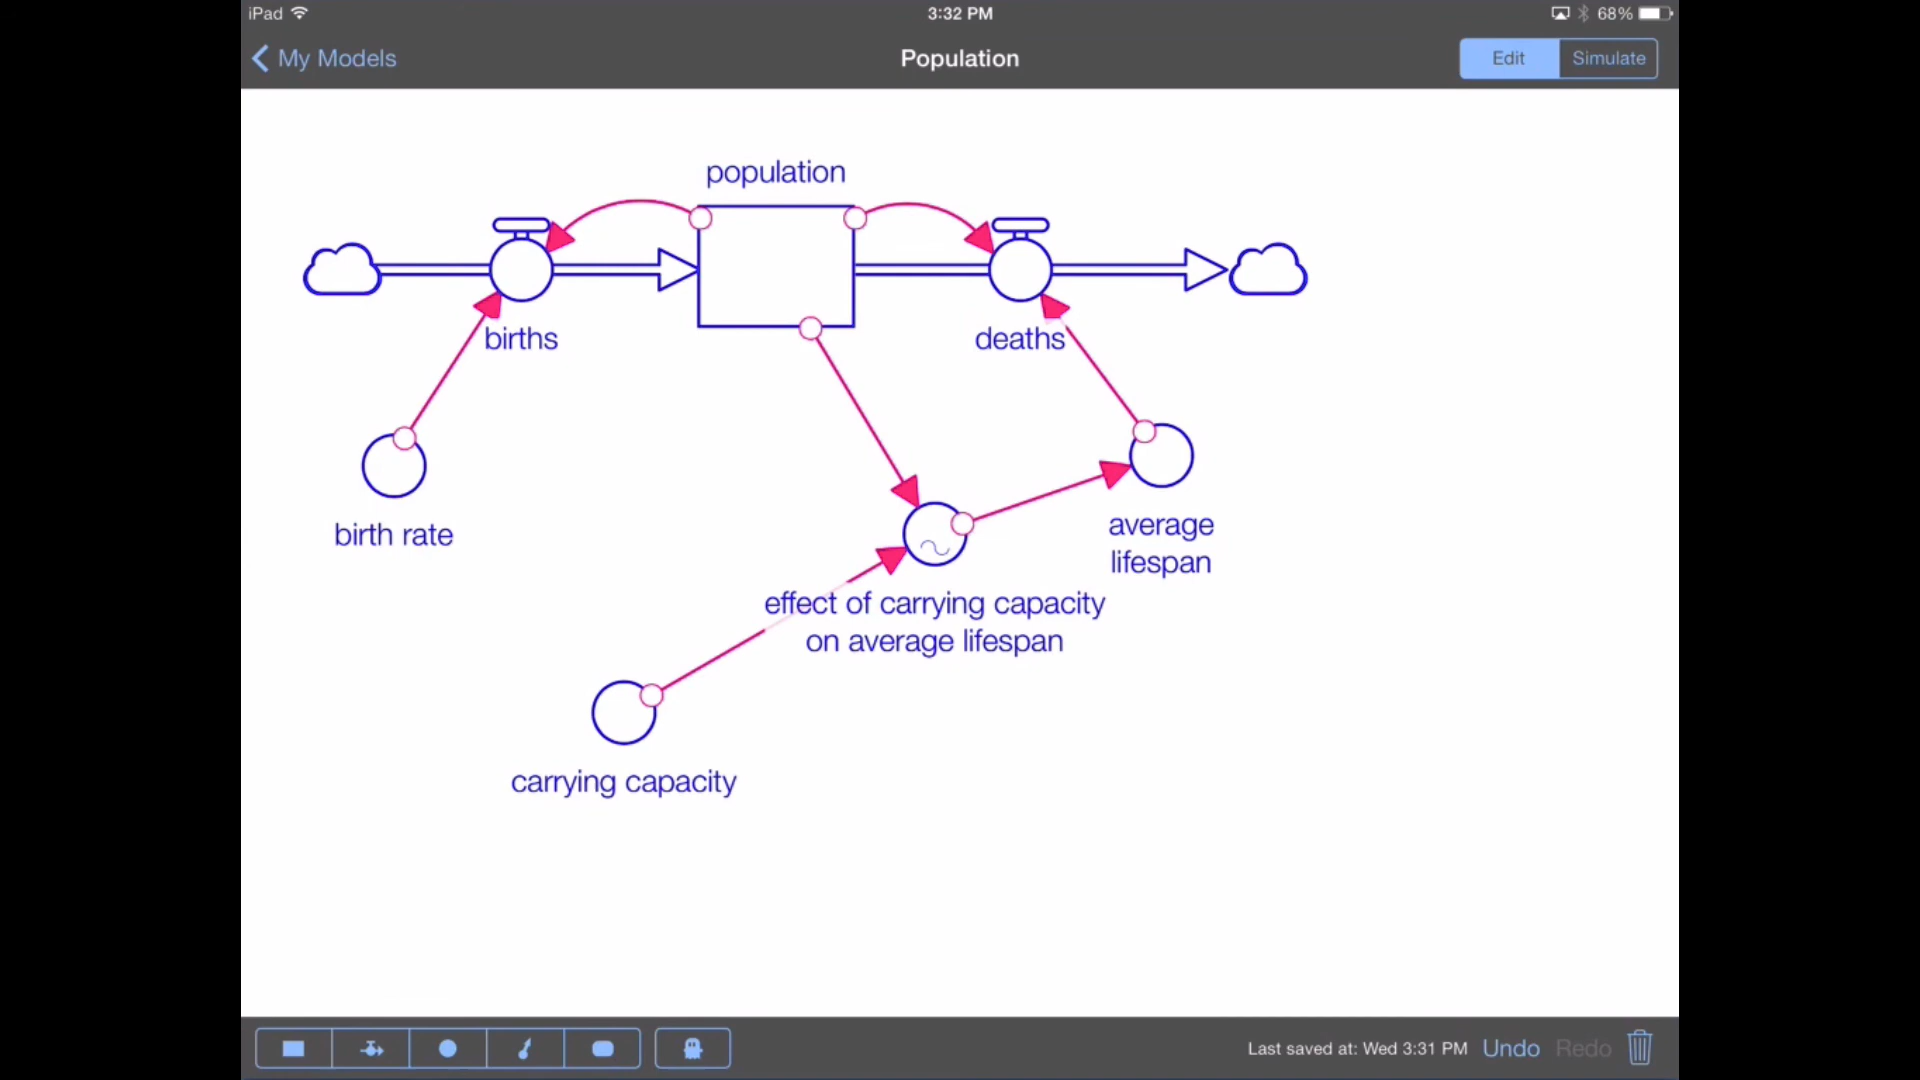 iPad
3:32 PM
68%
My Models
Population
Edit
Simulate
population
births
deaths
birth rate
average
lifespan
effect of carrying capacity
on average lifespan
carrying capacity
Last saved at: Wed 3:31 PM
Undo
Redo